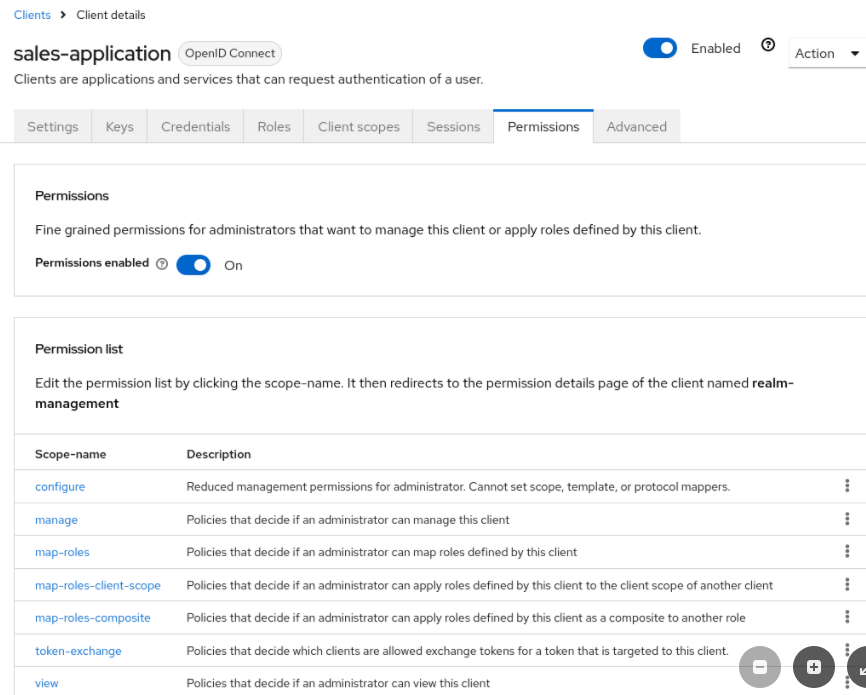 Clients > Client details
sales-application OpenID Connect Enabled Action
Clients are applications and services that can request authentication of a user.
Settings Keys Credentials Roles Client scopes Sessions Permissions Advanced
Permissions
Fine grained permissions for administrators that want to manage this client or apply roles defined by this client.
Permissions enabled On
Permission list
Edit the permission list by clicking the scope-name. It then redirects to the permission details page of the client named realm-
management
Scope-name Description
configure Reduced management permissions for administrator. Cannot set scope, template, or protocol mappers.
manage Policies that decide if an administrator can manage this client
map-roles Policies that decide if an administrator can map roles defined by this client
map-roles-client-scope Policies that decide if an administrator can apply roles defined by this client to the client scope of another client
map-roles-composite Policies that decide if an administrator can apply roles defined by this client as a composite to another role
token-exchange Policies that decide which clients are allowed exchange tokens for a token that is targeted to this client.
view Policies that decide if an administrator can view this client